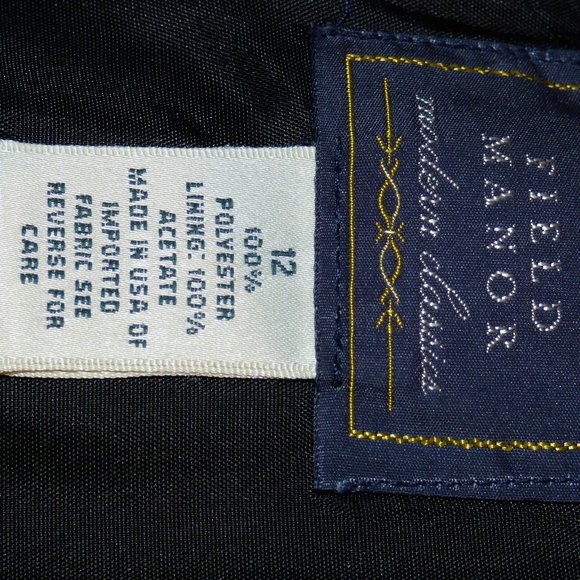 FIELD
MANOR
modern classics
12
100%
POLYESTER
LINING: 100%
ACETATE
MADE IN USA OF
IMPORTED
FABRIC SEE
REVERSE FOR
CARE